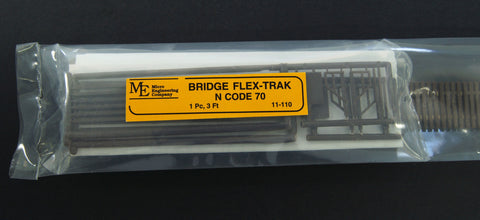 ME Micro
Engineering
Company
BRIDGE FLEX-TRAK
N CODE 70
1 Pc, 3 Ft 11-110